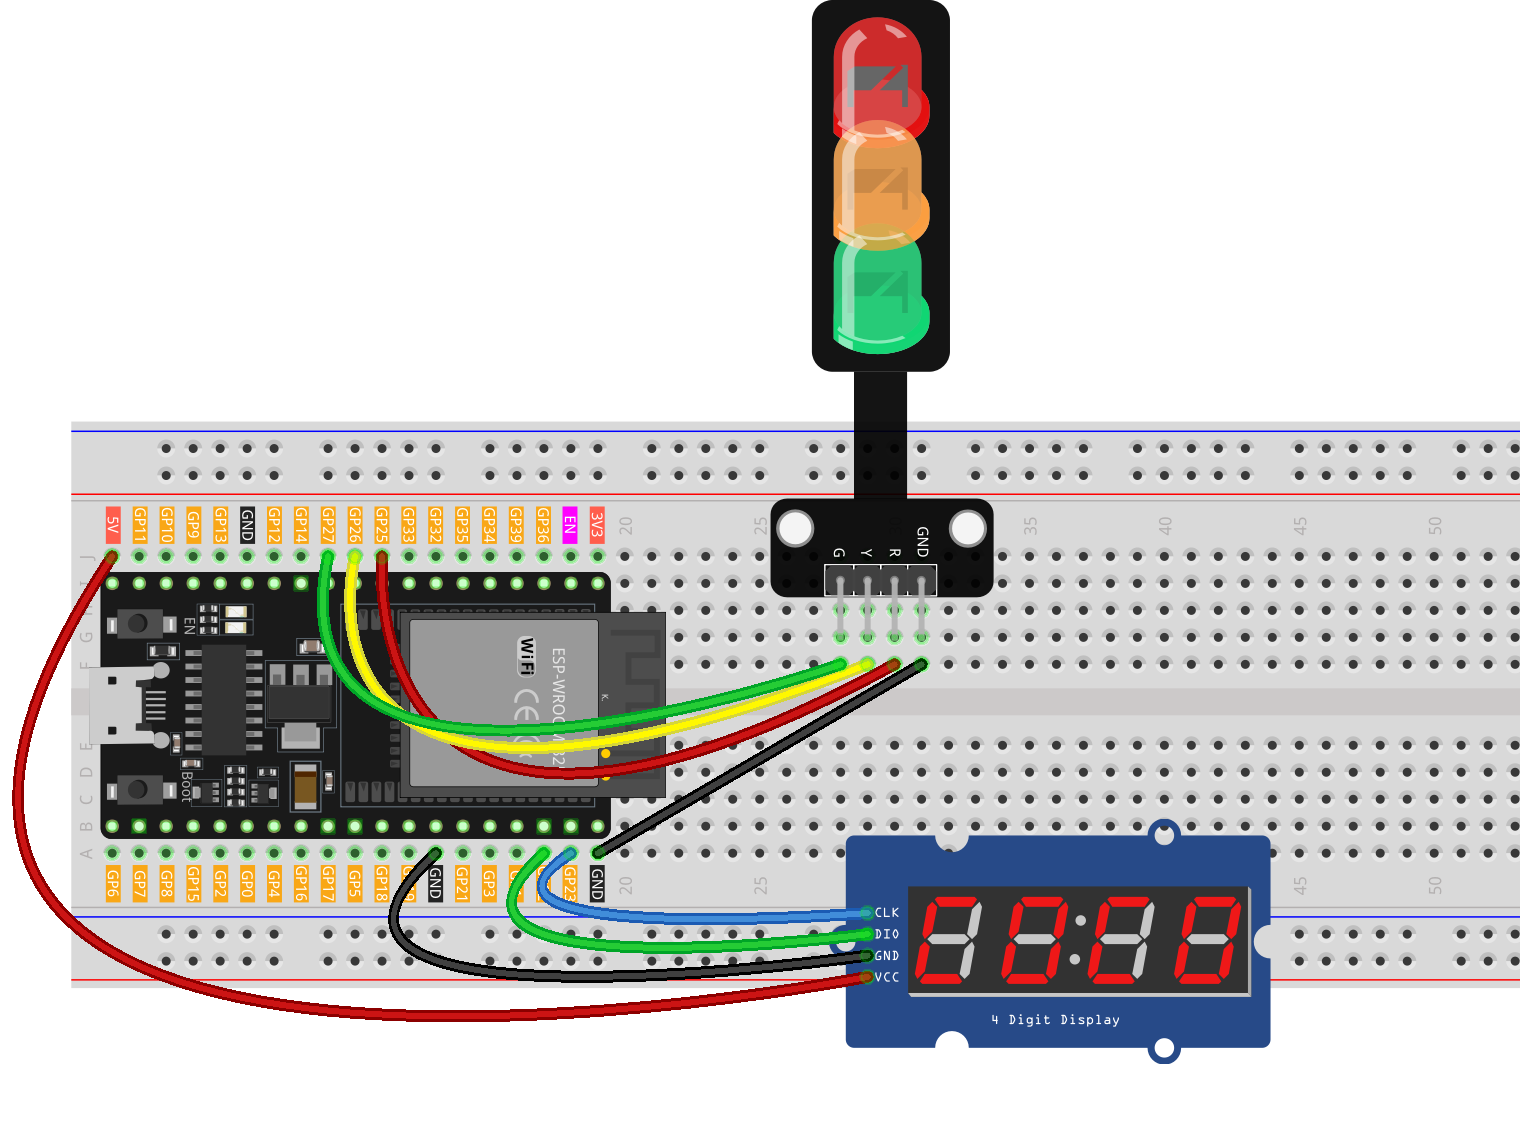 5V GP11 GP10 GP9 GP13 GND GP12 GP14 GP27 GP26 GP25 GP33 GP32 GP35 GP34 GP39 GP36 EN 3V3
20 25 35 40 45 50
G Y R GND
J
G
F
E
D
C
B
A
EN
Boot
WiFi
CE
ESP-WROOM-32
K
GP6 GP7 GP8 GP15 GP2 GP0 GP4 GP16 GP17 GP5 GP18 GND GP21 GP3 GP23 GND
20 25 45 50
CLK
DIO
GND
VCC
4 Digit Display